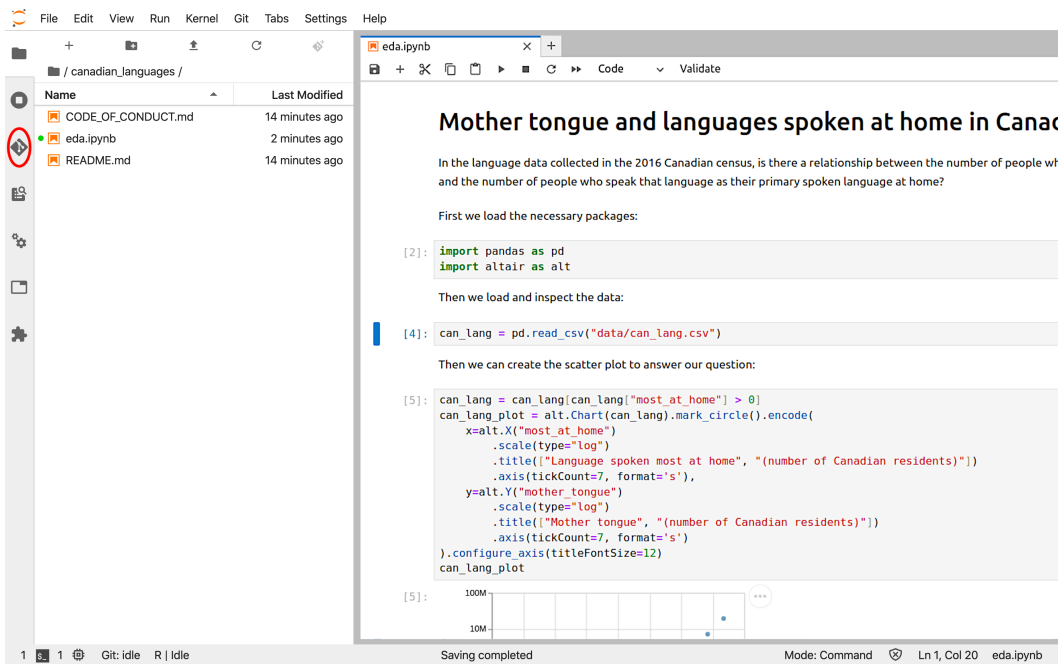 File Edit View Run Kernel Git Tabs Settings Help
/ canadian_languages /
Name Last Modified
CODE_OF_CONDUCT.md 14 minutes ago
eda.ipynb 2 minutes ago
README.md 14 minutes ago
eda.ipynb
Code Validate
Mother tongue and languages spoken at home in Canad
In the language data collected in the 2016 Canadian census, is there a relationship between the number of people wh
and the number of people who speak that language as their primary spoken language at home?
First we load the necessary packages:
[2]: import pandas as pd
import altair as alt
Then we load and inspect the data:
[4]: can_lang = pd.read_csv("data/can_lang.csv")
Then we can create the scatter plot to answer our question:
[5]: can_lang = can_lang[can_lang["most_at_home"] > 0]
can_lang_plot = alt.Chart(can_lang).mark_circle().encode(
    x=alt.X("most_at_home")
        .scale(type="log")
        .title(["Language spoken most at home", "(number of Canadian residents)"])
        .axis(tickCount=7, format='s'),
    y=alt.Y("mother_tongue")
        .scale(type="log")
        .title(["Mother tongue", "(number of Canadian residents)"])
        .axis(tickCount=7, format='s')
).configure_axis(titleFontSize=12)
can_lang_plot
[5]: 100M
10M
1 s_ 1 Git: idle R | Idle Saving completed Mode: Command Ln 1, Col 20 eda.ipynb